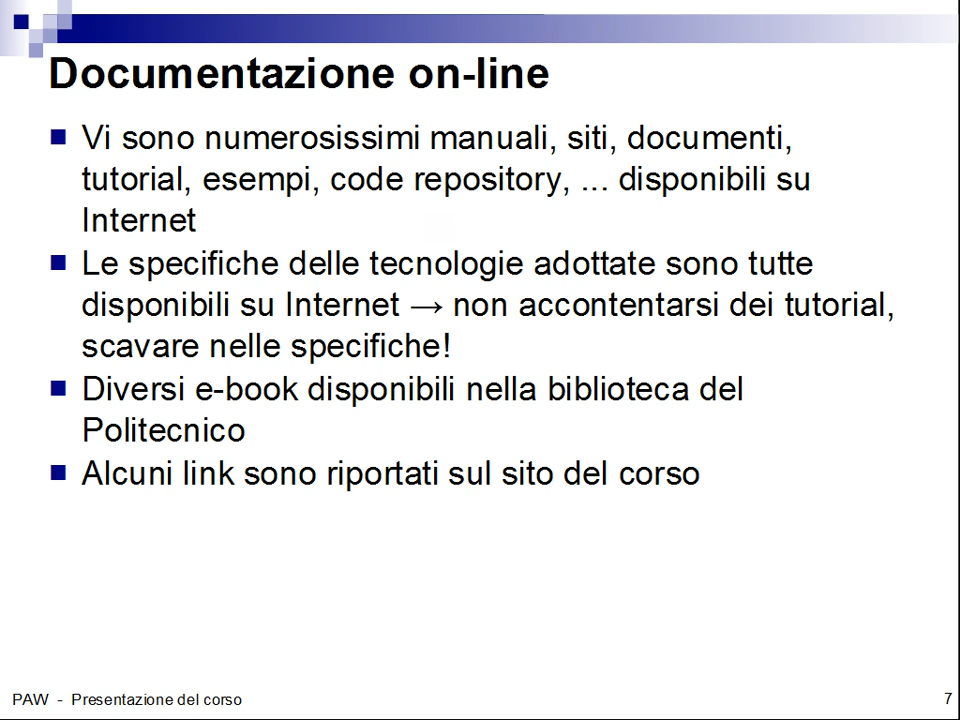 Documentazione on-line
Vi sono numerosissimi manuali, siti, documenti,
tutorial, esempi, code repository, ... disponibili su
Internet
Le specifiche delle tecnologie adottate sono tutte
disponibili su Internet → non accontentarsi dei tutorial,
scavare nelle specifiche!
Diversi e-book disponibili nella biblioteca del
Politecnico
Alcuni link sono riportati sul sito del corso
PAW - Presentazione del corso
7